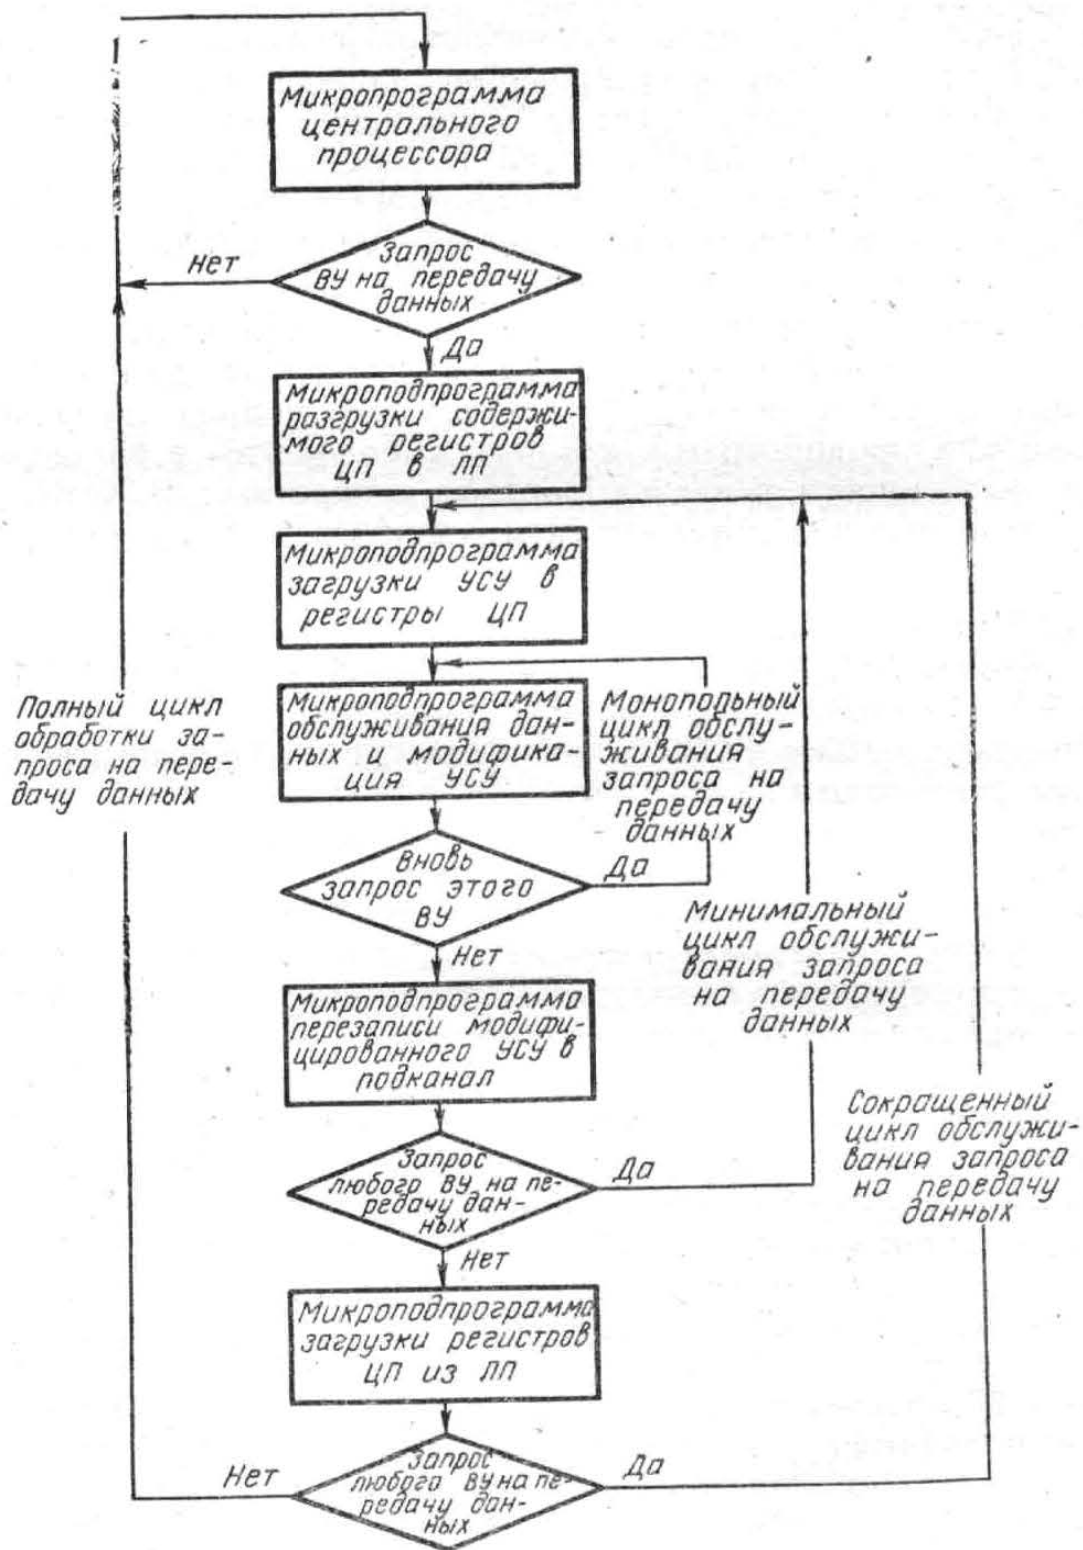 Микропрограмма
центрального
процессора
Запрос
ВУ на передачу
данных
Нет
Да
Микроподпрограмма
разгрузки содержи-
мого регистров
ЦП в ЛП
Микроподпрограмма
загрузки УСУ в
регистры ЦП
Полный цикл
обработки за-
проса на пере-
дачу данных
Микроподпрограмма
обслуживания дан-
ных и модифика-
ция УСУ
Монопольный
цикл обслу-
живания
запроса на
передачу
данных
Вновь
запрос этого
ВУ
Да
Нет
Минимальный
цикл обслужи-
вания запроса
на передачу
данных
Микроподпрограмма
перезаписи модифи-
цированного УСУ в
подканал
Сокращенный
цикл обслужи-
вания запроса
на передачу
данных
Запрос
любого ВУ на пе-
редачу дан-
ных
Да
Нет
Микроподпрограмма
загрузки регистров
ЦП из ЛП
Запрос
любого ВУ на пе-
редачу дан-
ных
Нет
Да